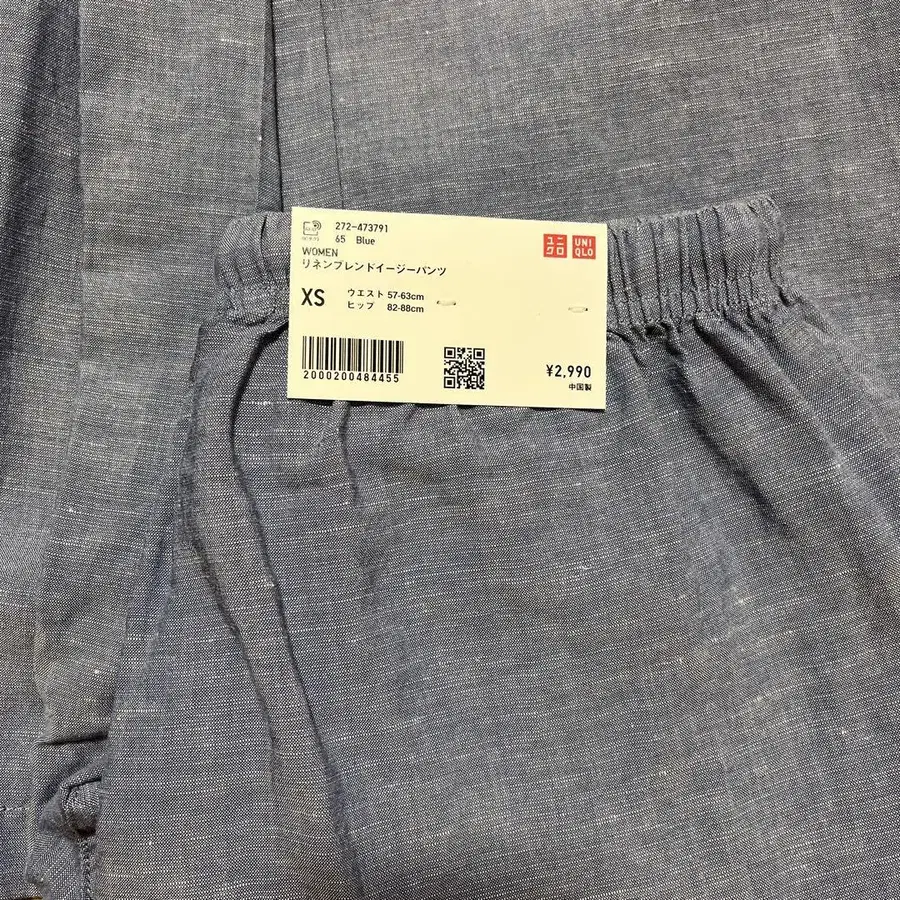 272-473791
65 Blue
WOMEN
リネンブレンドイージーパンツ
XS
ウエスト 57-63cm
ヒップ 82-88cm
ユニクロ
UNIQLO
2000200484455
¥2,990
中国製